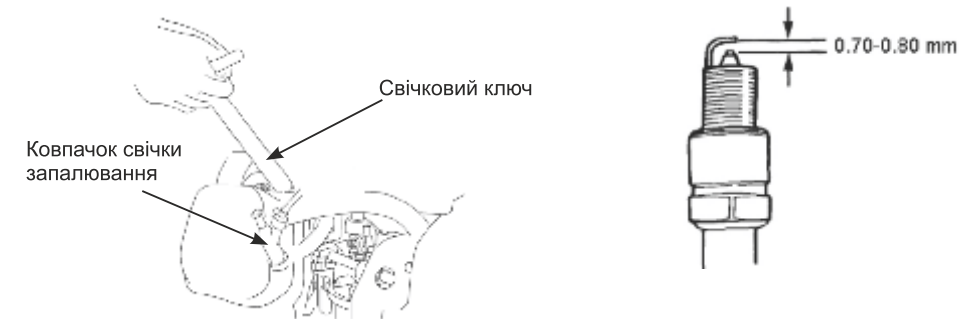 Свічковий ключ
Ковпачок свічки
запалювання
0.70-0.80 mm